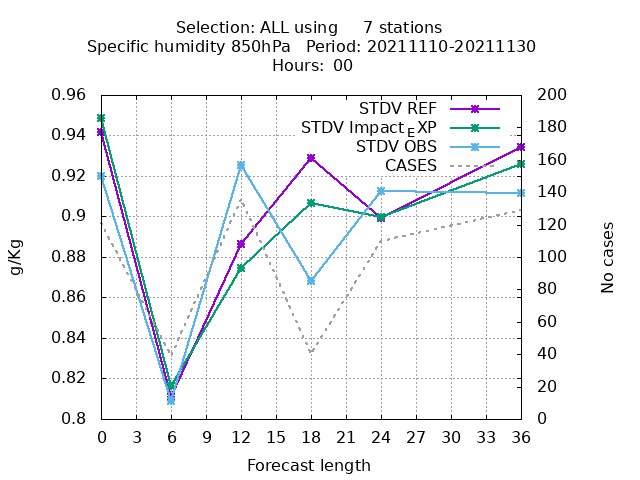 Selection: ALL using     7 stations
Specific humidity 850hPa   Period: 20211110-20211130
Hours:  00
STDV REF
STDV Impact_EXP
STDV OBS
CASES
0.96
0.94
0.92
0.9
0.88
0.86
0.84
0.82
0.8
200
180
160
140
120
100
80
60
40
20
0
g/Kg
No cases
0 3 6 9 12 15 18 21 24 27 30 33 36
Forecast length